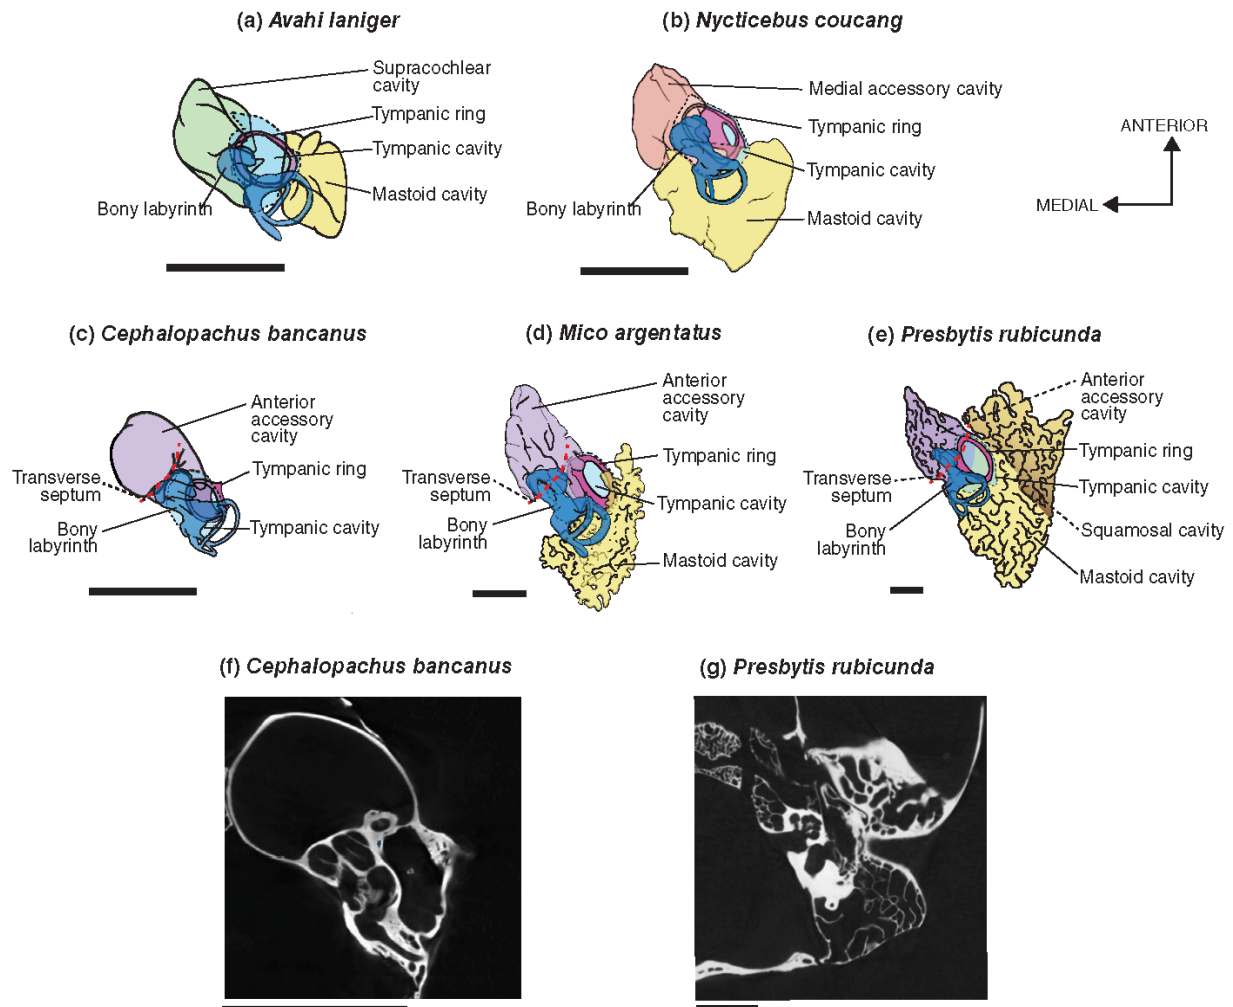 (a) Avahi laniger
Supracochlear
cavity
Tympanic ring
Tympanic cavity
Mastoid cavity
Bony labyrinth
(b) Nycticebus coucang
Medial accessory cavity
Tympanic ring
Tympanic cavity
Mastoid cavity
Bony labyrinth
ANTERIOR
MEDIAL
(c) Cephalopachus bancanus
Anterior
accessory
cavity
Tympanic ring
Transverse
septum
Bony
labyrinth
Tympanic cavity
(d) Mico argentatus
Anterior
accessory
cavity
Tympanic ring
Transverse
septum
Tympanic cavity
Bony
labyrinth
Mastoid cavity
(e) Presbytis rubicunda
Anterior
accessory
cavity
Tympanic ring
Transverse
septum
Tympanic cavity
Bony
labyrinth
Squamosal cavity
Mastoid cavity
(f) Cephalopachus bancanus
(g) Presbytis rubicunda